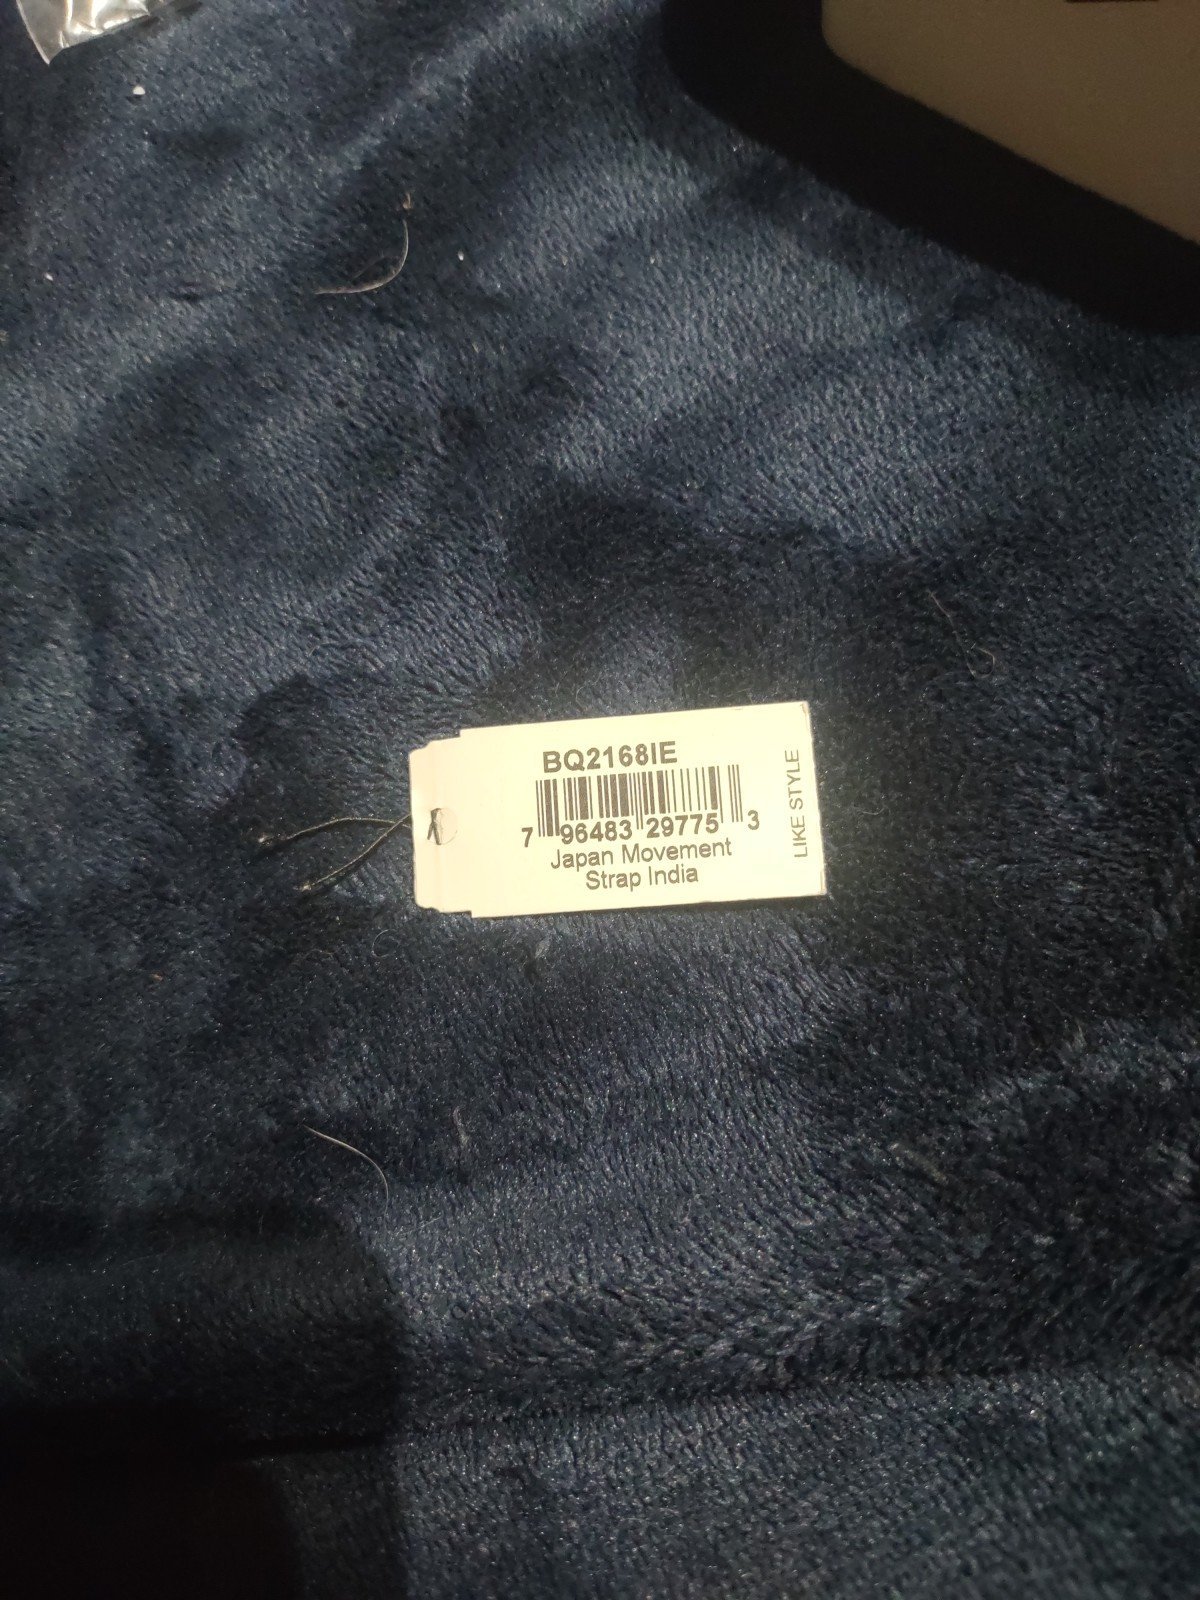 BQ2168IE
7 96483 29775 3
Japan Movement
Strap India
LIKE STYLE